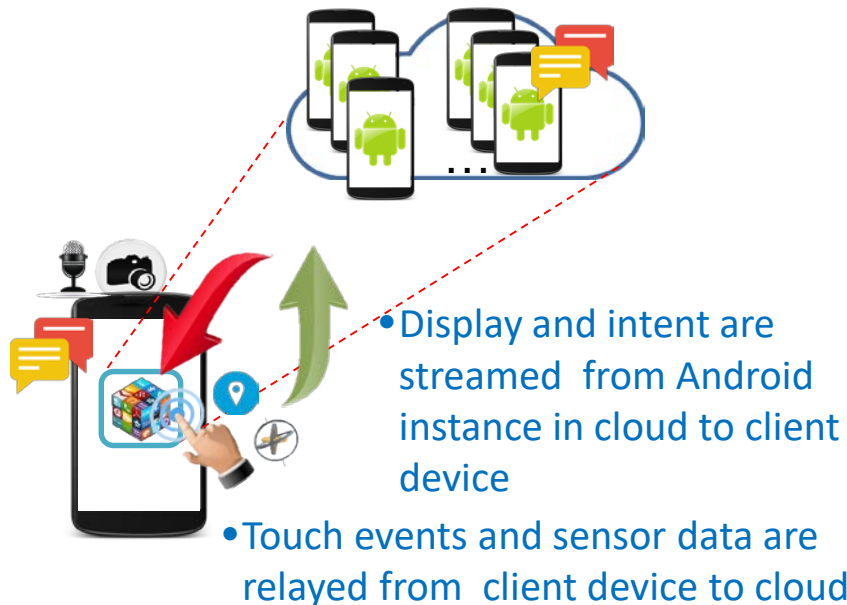 ...
•Display and intent are
streamed  from Android
instance in cloud to client
device
•Touch events and sensor data are
relayed from  client device to cloud